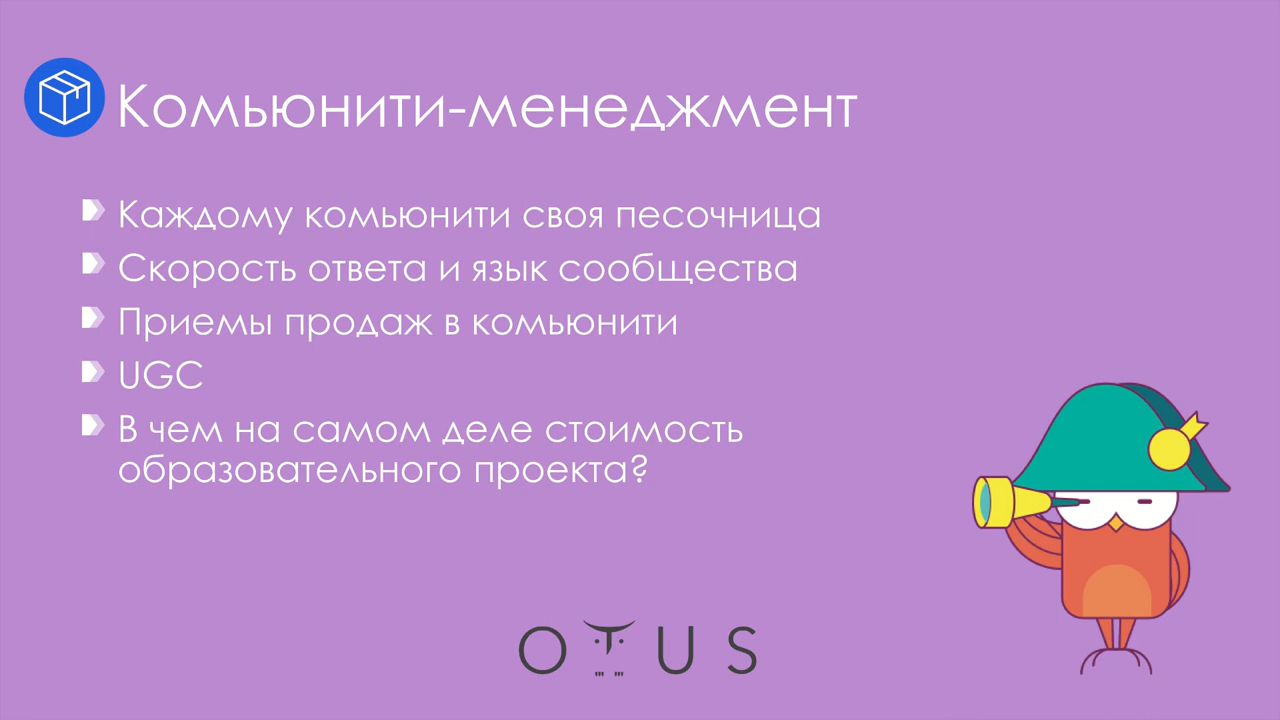 Комьюнити-менеджмент
Каждому комьюнити своя песочница
Скорость ответа и язык сообщества
Приемы продаж в комьюнити
UGC
В чем на самом деле стоимость
образовательного проекта?
OTUS